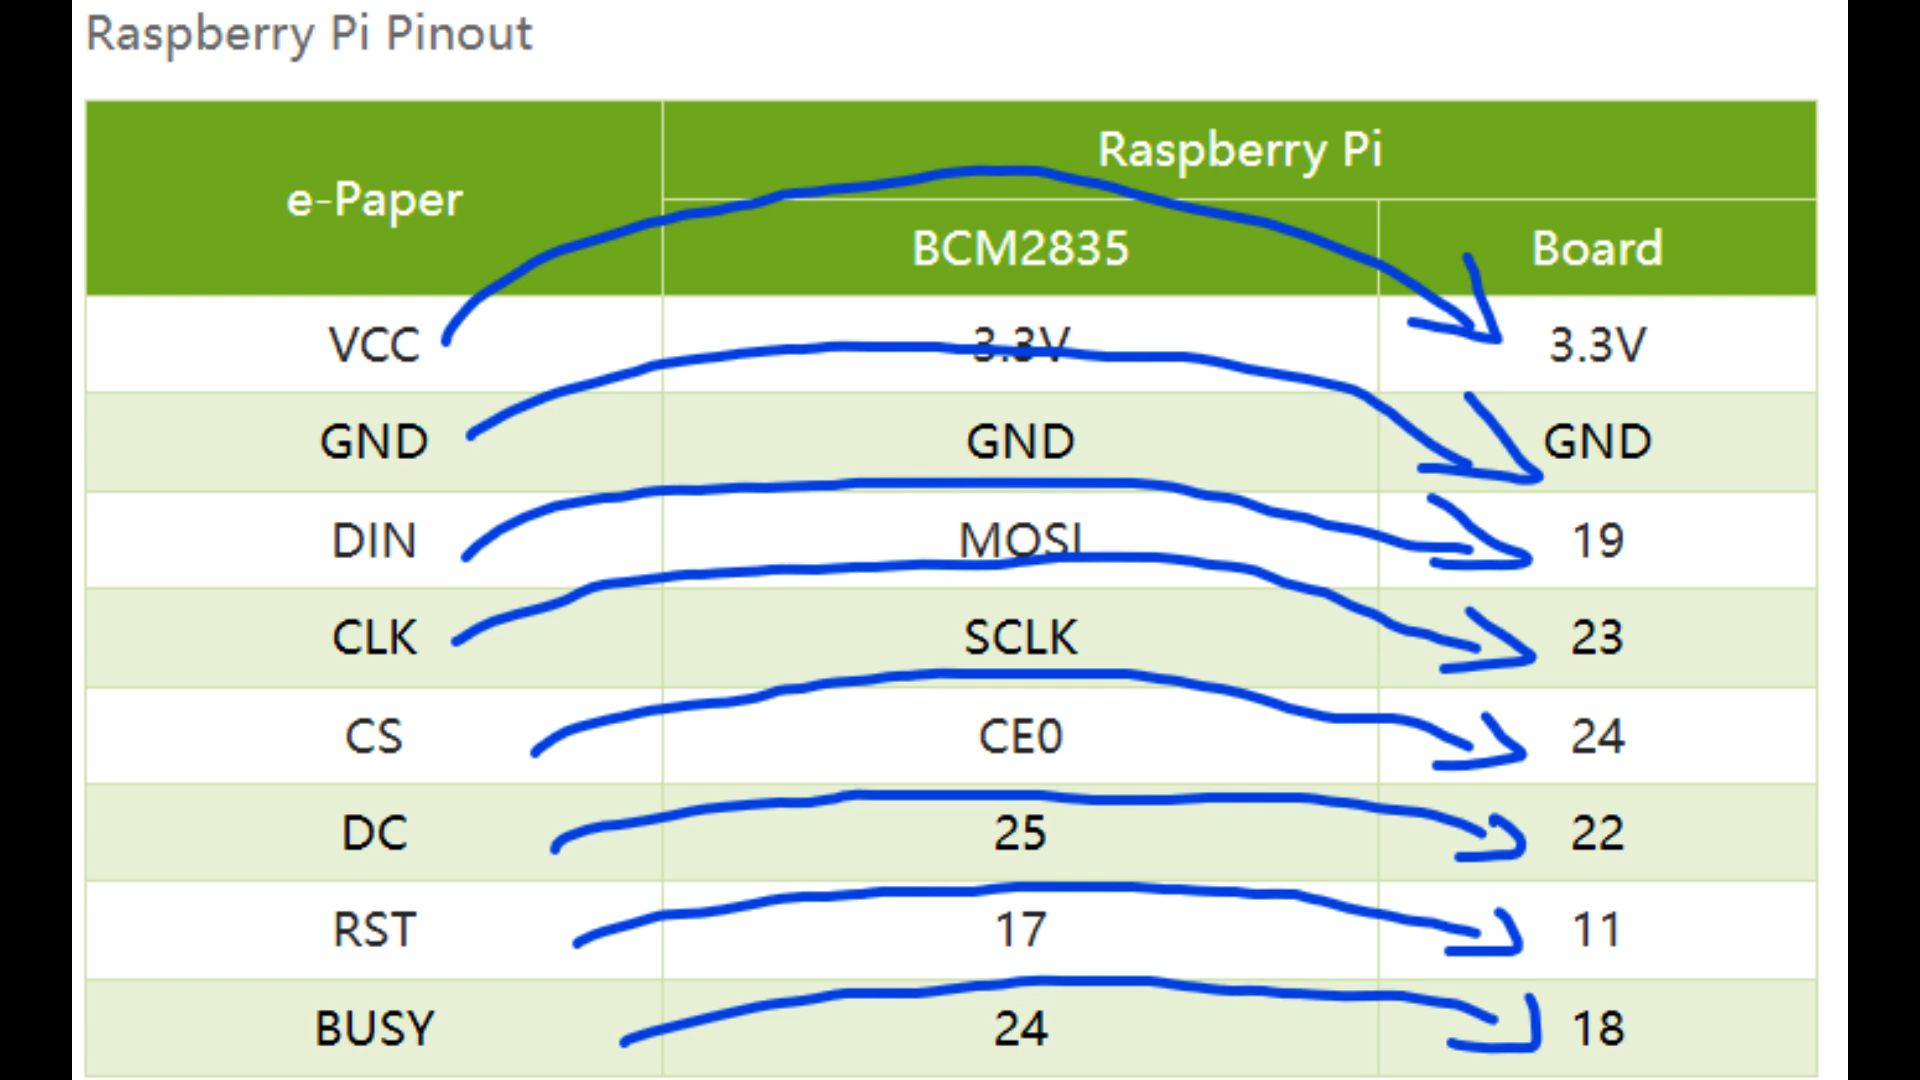 Raspberry Pi Pinout
e-Paper Raspberry Pi
BCM2835 Board
VCC 3.3V 3.3V
GND GND GND
DIN MOSI 19
CLK SCLK 23
CS CE0 24
DC 25 22
RST 17 11
BUSY 24 18